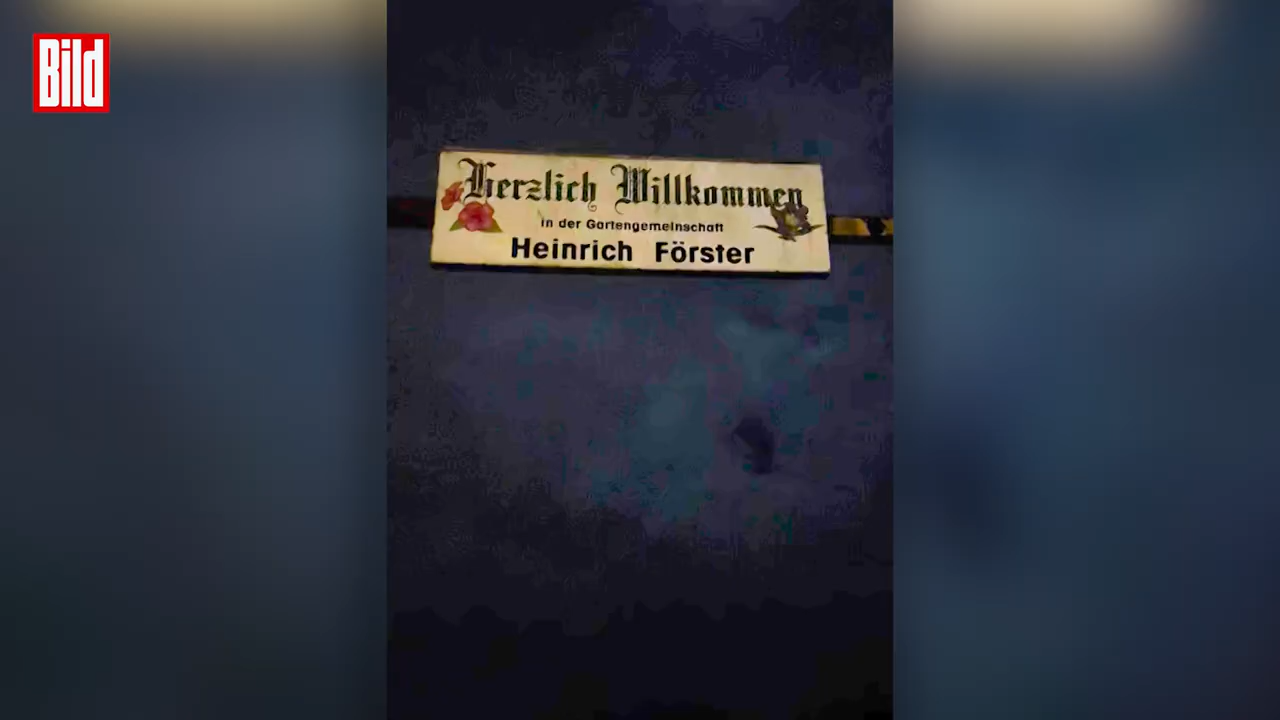 Bild
Herzlich Willkommen
in der Gartengemeinschaft
Heinrich Förster